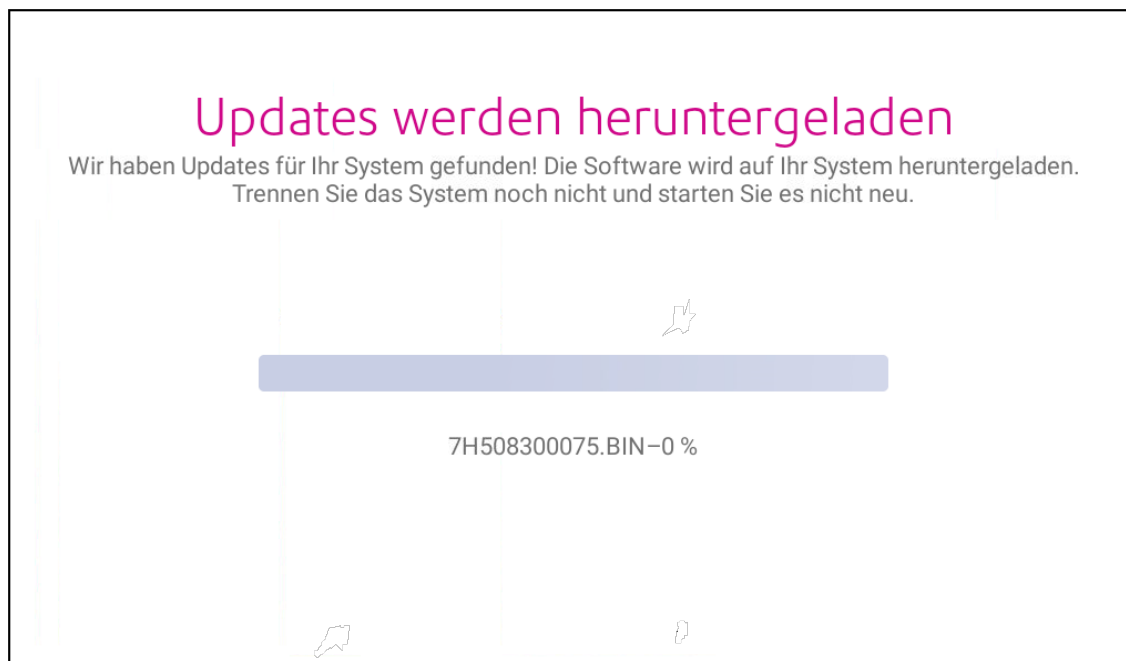 Updates werden heruntergeladen
Wir haben Updates für Ihr System gefunden! Die Software wird auf Ihr System heruntergeladen.
Trennen Sie das System noch nicht und starten Sie es nicht neu.
7H508300075.BIN–0 %